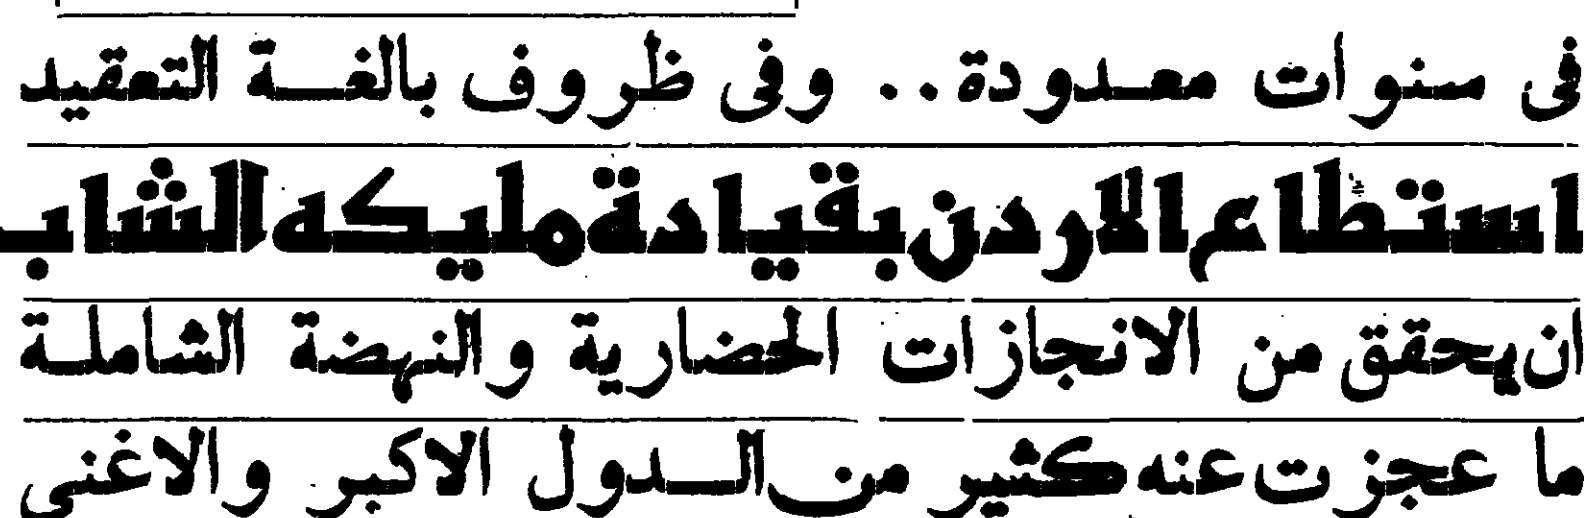 فى سنوات معدودة.. وفى ظروف بالغة التعقيد
استطاع الاردن بقيادة مليكه الشاب
ان يحقق من الانجازات الحضارية والنهضة الشاملة
ما عجزت عنه كثير من الدول الاكبر والاغنى